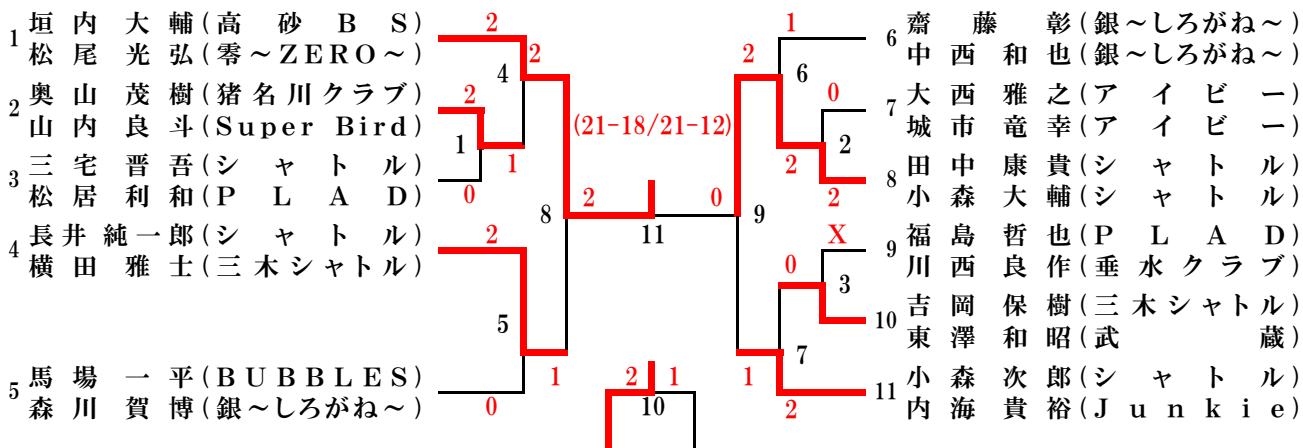 1 垣内大輔(高砂BS)
松尾光弘(零～ZERO～)
2 奥山茂樹(猪名川クラブ)
山内良斗(Super Bird)
3 三宅晋吾(シャトル)
松居利和(PLAD)
4 長井純一郎(シャトル)
横田雅士(三木シャトル)
5 馬場一平(BUBBLES)
森川賀博(銀～しろがね～)
2
2
4
2
1
1
0
8
2
5
1
0
(21-18/21-12)
2
0
11
2
1
10
1
2
6
0
2
2
2
9
X
0
3
7
1
2
6 齋藤彰(銀～しろがね～)
中西和也(銀～しろがね～)
7 大西雅之(アイビー)
城市竜幸(アイビー)
8 田中康貴(シャトル)
小森大輔(シャトル)
9 福島哲也(PLAD)
川西良作(垂水クラブ)
10 吉岡保樹(三木シャトル)
東澤和昭(武蔵)
11 小森次郎(シャトル)
内海貴裕(Junkie)